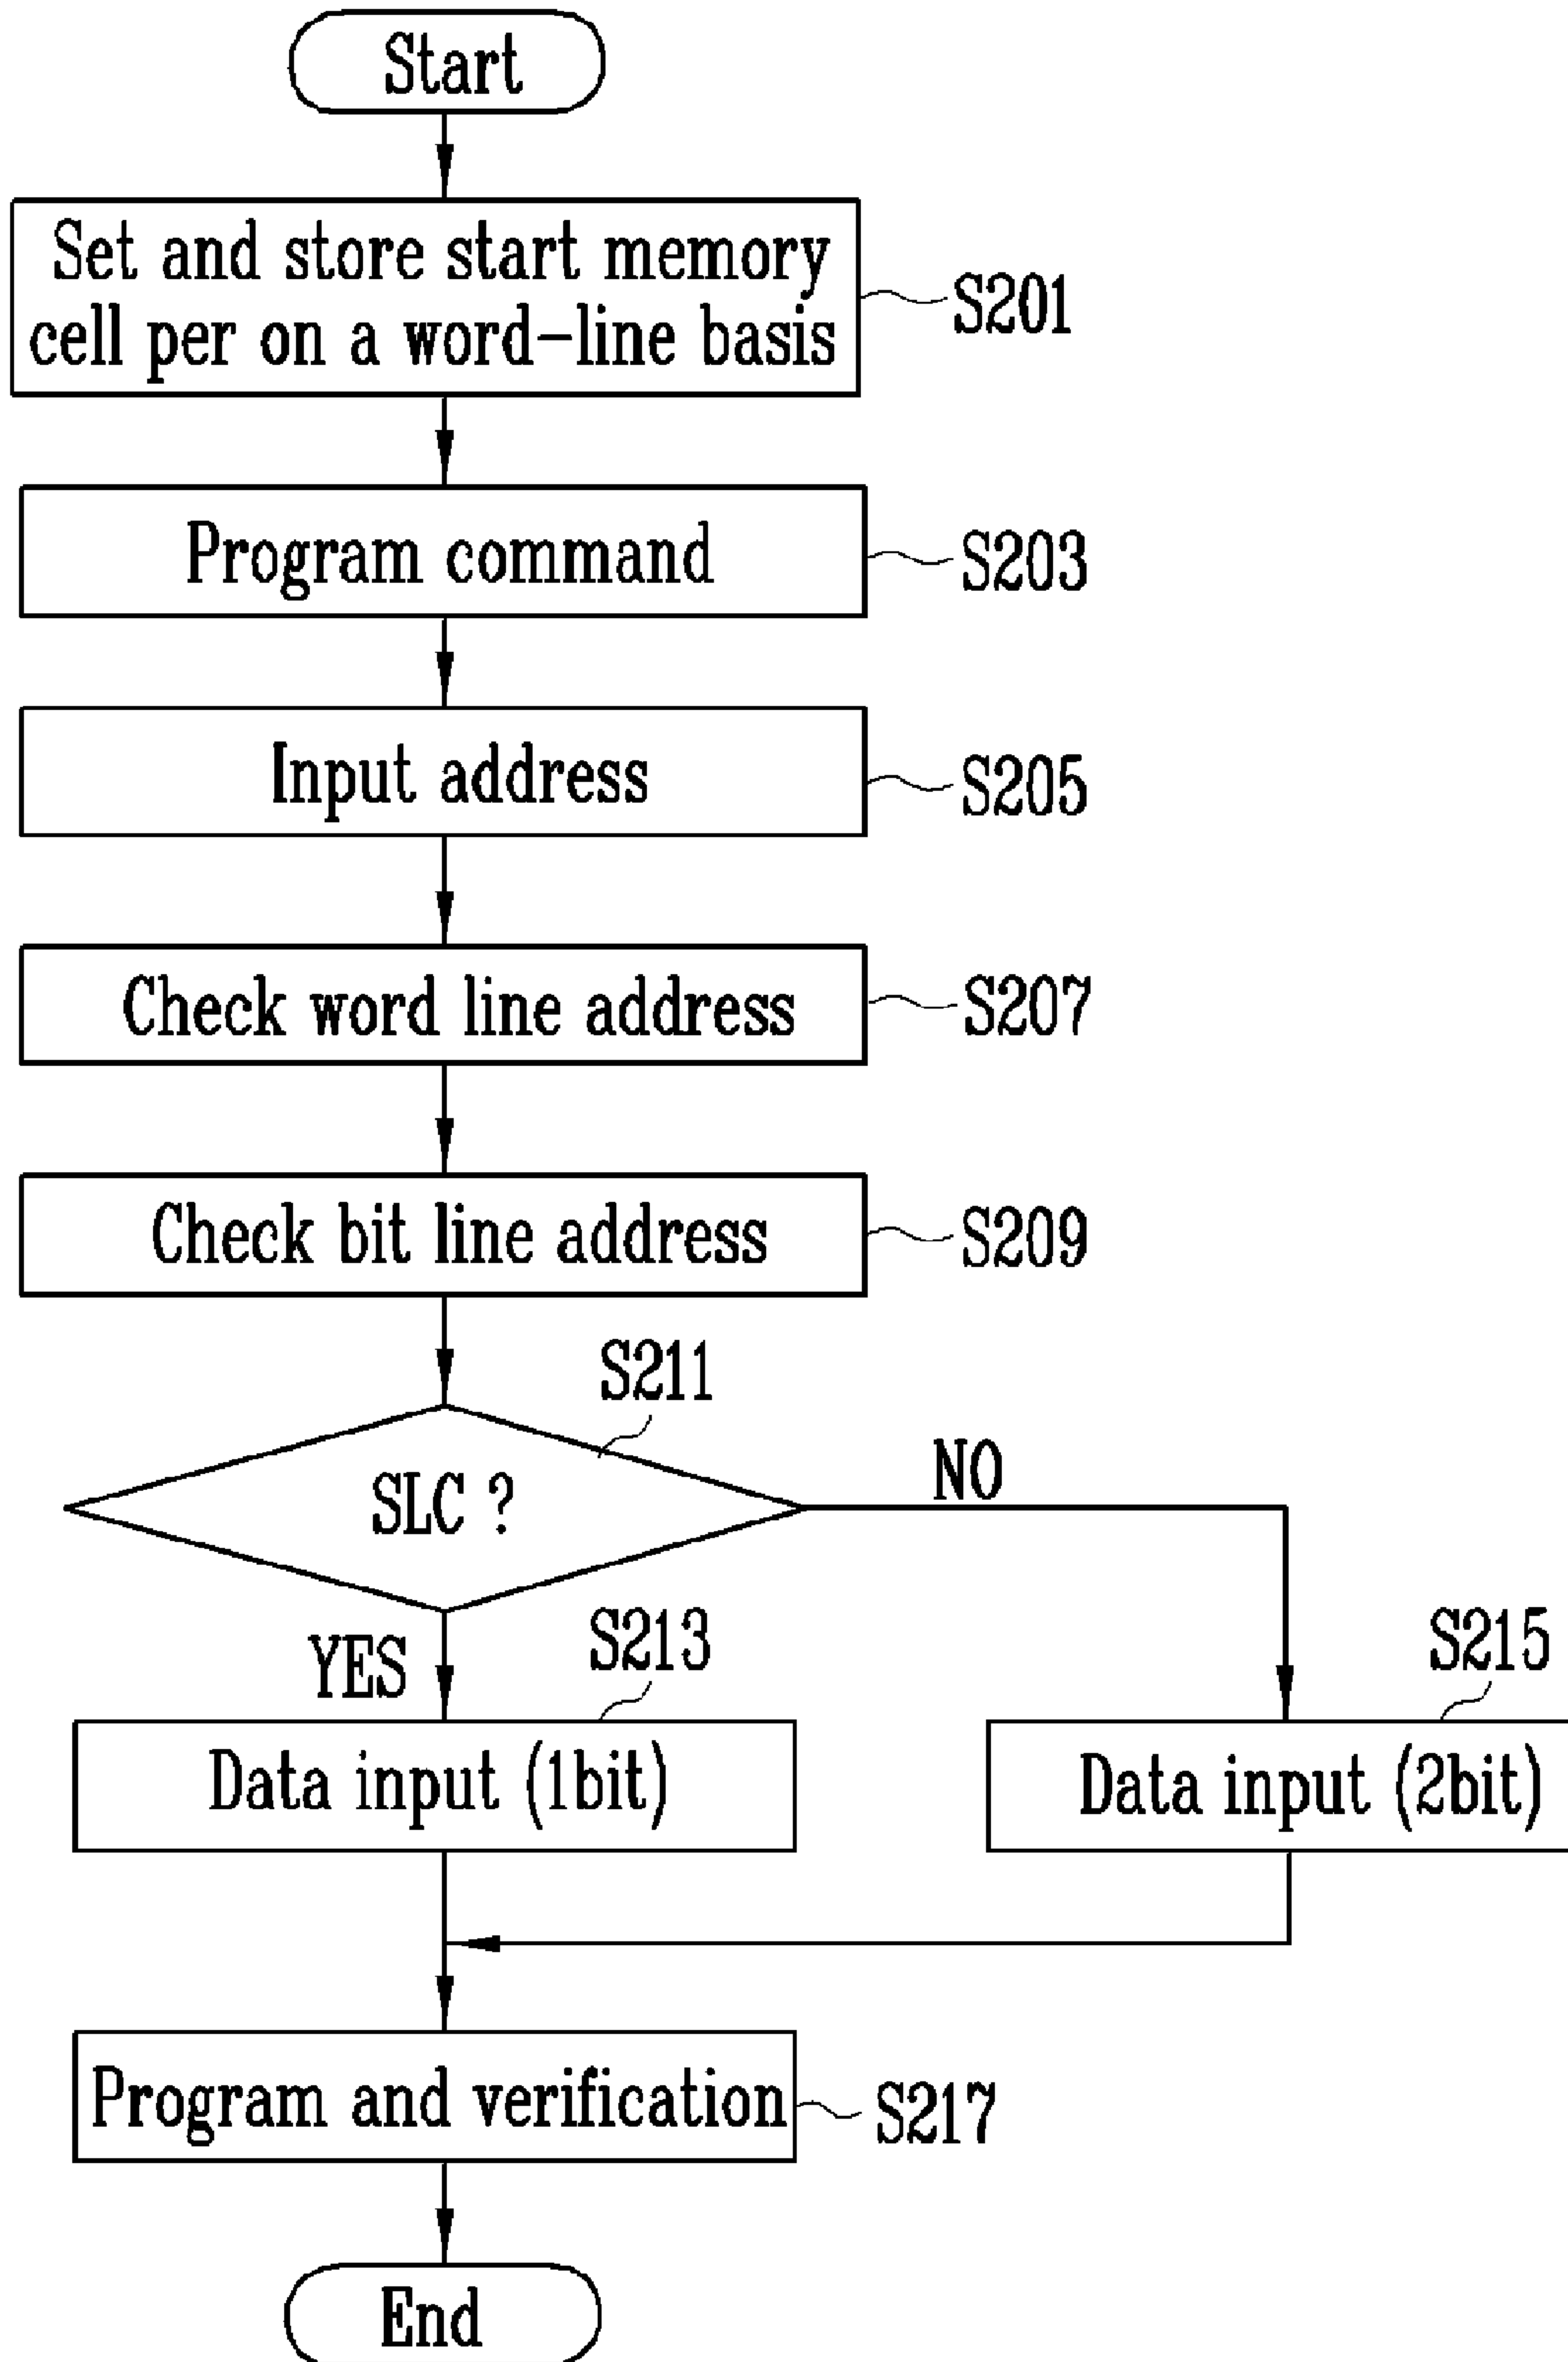 Start
Set and store start memory
cell per on a word-line basis
S201
Program command
S203
Input address
S205
Check word line address
S207
Check bit line address
S209
S211
SLC ?
NO
YES
S213
S215
Data input (1bit)
Data input (2bit)
Program and verification
S217
End